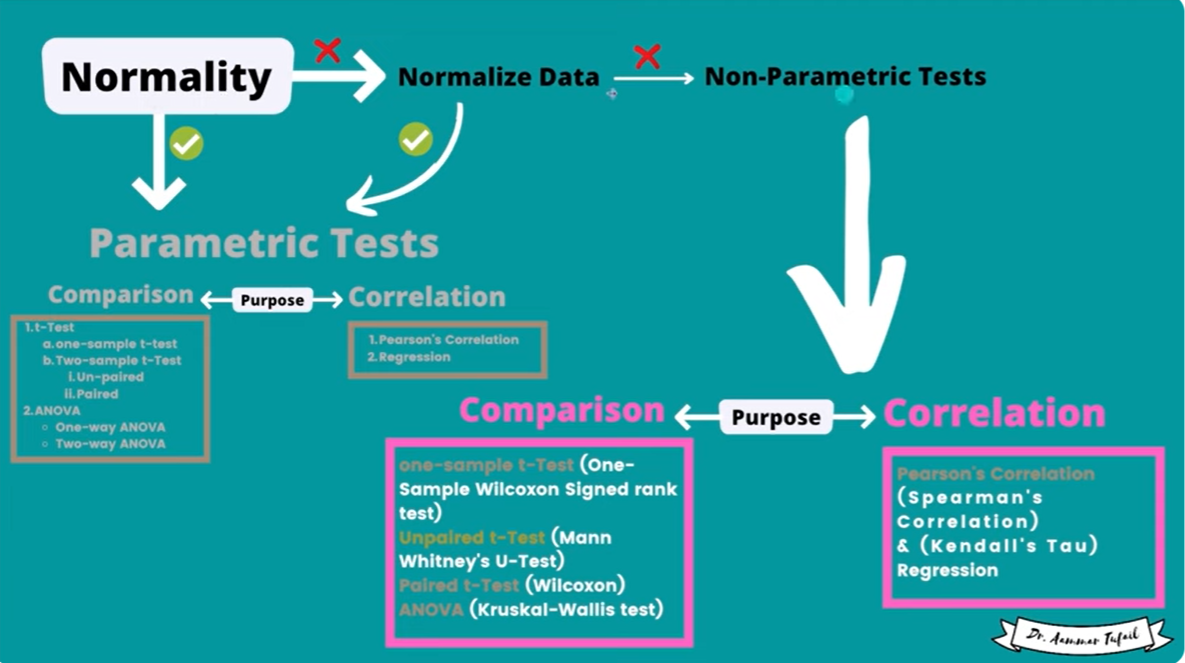 Normality
Normalize Data
Non-Parametric Tests
Parametric Tests
Comparison
Purpose
Correlation
1.t-Test
a.one-sample t-test
b.Two-sample t-Test
i.Un-paired
ii.Paired
2.ANOVA
One-way ANOVA
Two-way ANOVA
1.Pearson's Correlation
2.Regression
Comparison
Purpose
Correlation
one-sample t-Test (One-
Sample Wilcoxon Signed rank
test)
Unpaired t-Test (Mann
Whitney's U-Test)
Paired t-Test (Wilcoxon)
ANOVA (Kruskal-Wallis test)
Pearson's Correlation
(Spearman's
Correlation)
& (Kendall's Tau)
Regression
Dr. Aammar Tufail